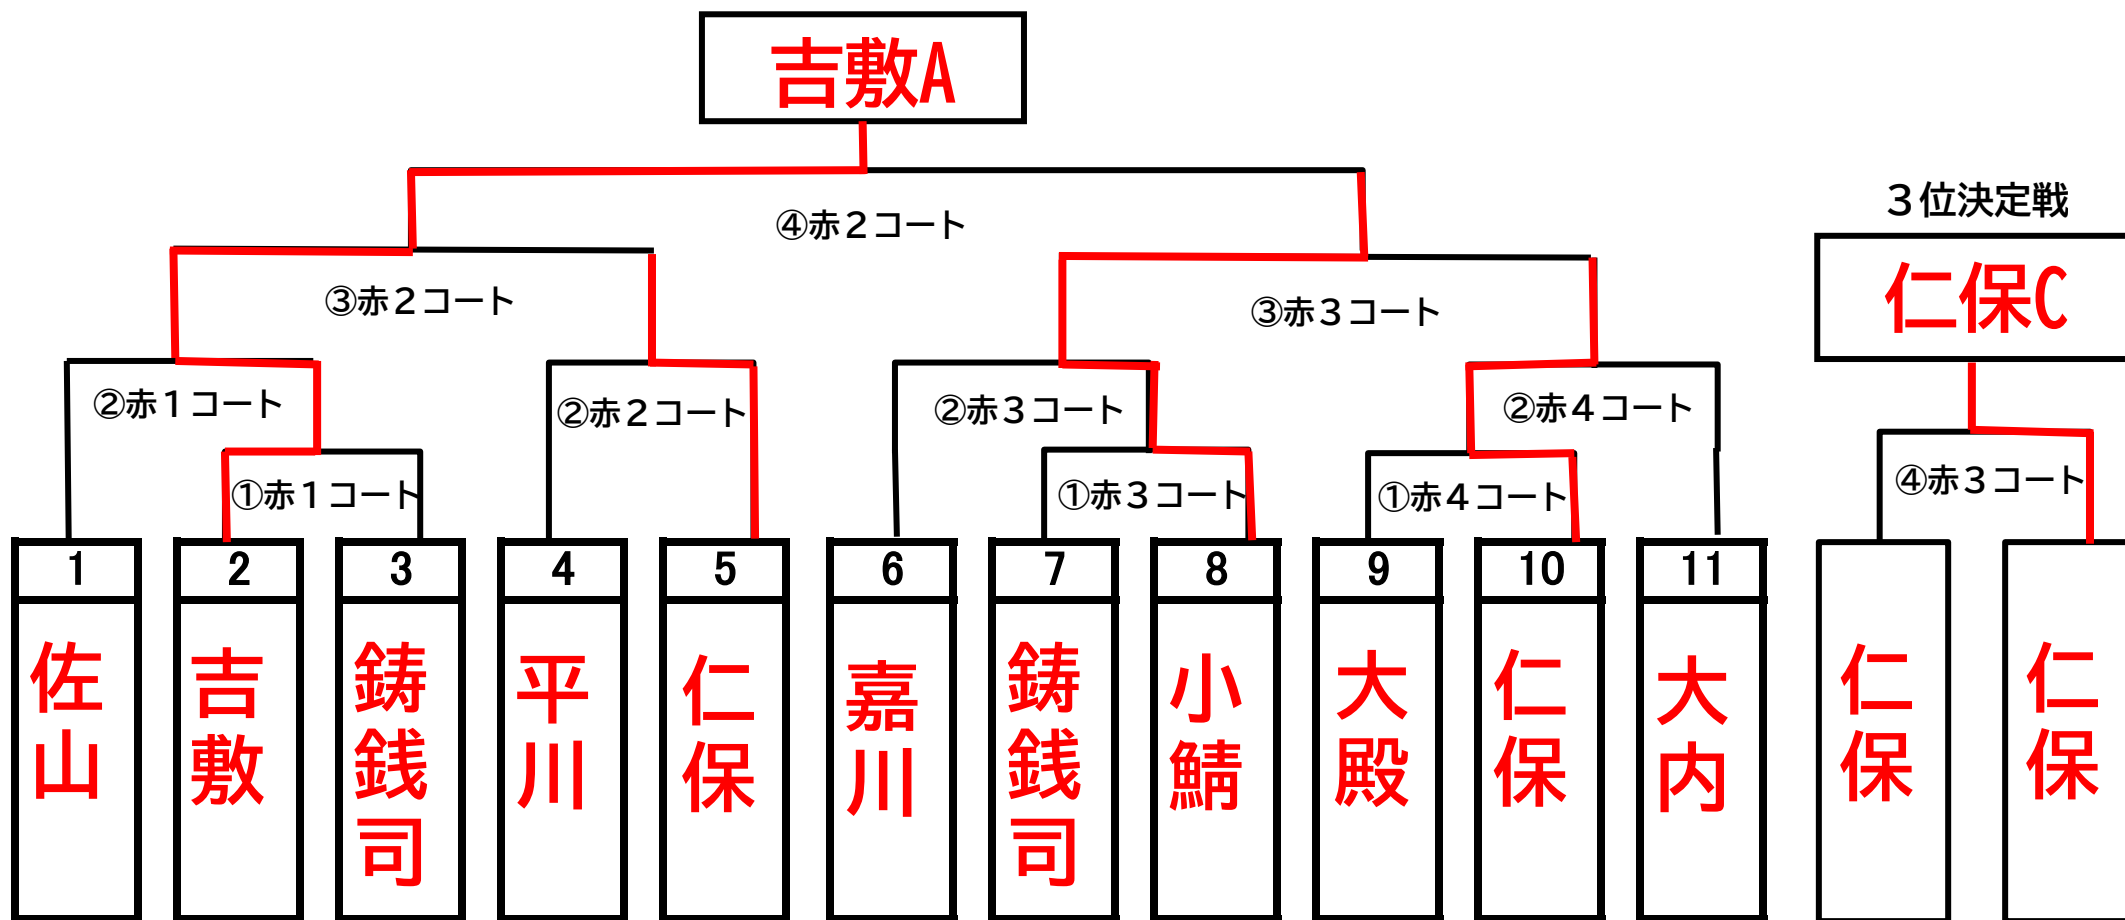 吉敷A
④赤２コート
３位決定戦
仁保C
③赤２コート
③赤３コート
②赤１コート
②赤２コート
②赤３コート
②赤４コート
①赤１コート
①赤３コート
①赤４コート
④赤３コート
1
2
3
4
5
6
7
8
9
10
11
佐山
吉敷
鋳銭司
平川
仁保
嘉川
鋳銭司
小鯖
大殿
仁保
大内
仁保
仁保